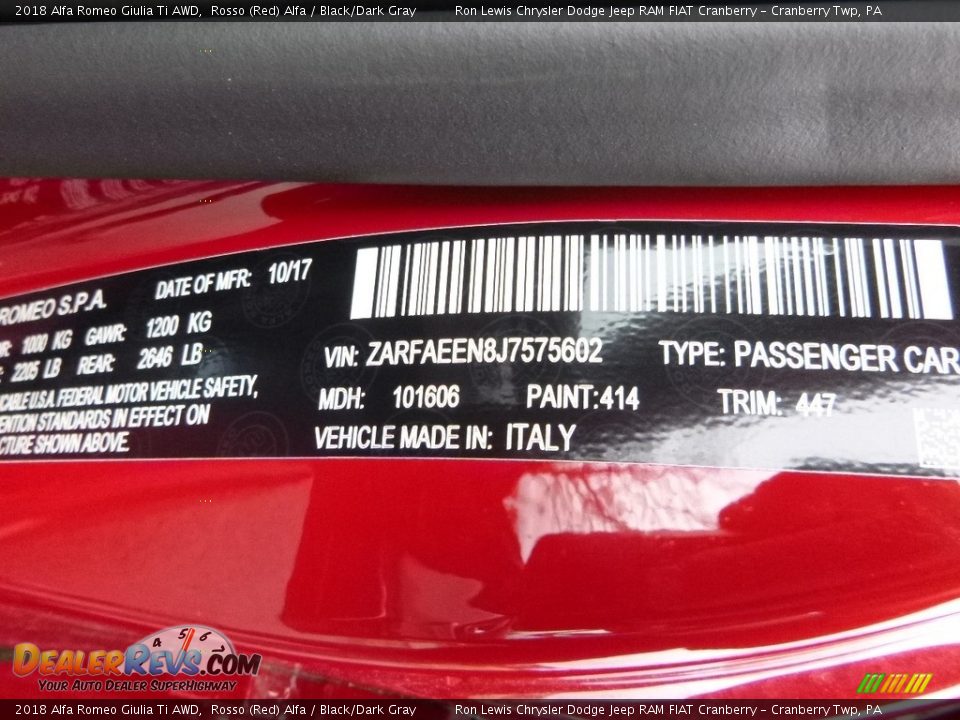 2018 Alfa Romeo Giulia Ti AWD, Rosso (Red) Alfa / Black/Dark Gray Ron Lewis Chrysler Dodge Jeep RAM FIAT Cranberry - Cranberry Twp, PA
ROMEO S.P.A. DATE OF MFR: 10/17
1000 KG GAWR: 1200 KG
2205 LB REAR: 2646 LB
U.S.A. FEDERAL MOTOR VEHICLE SAFETY,
STANDARDS IN EFFECT ON
SHOWN ABOVE.
VIN: ZARFAEEN8J7575602 TYPE: PASSENGER CAR
MDH: 101606 PAINT:414 TRIM: 447
VEHICLE MADE IN: ITALY
4 5 6
DealerRevs.com
Your Auto Dealer SuperHighway
2018 Alfa Romeo Giulia Ti AWD, Rosso (Red) Alfa / Black/Dark Gray Ron Lewis Chrysler Dodge Jeep RAM FIAT Cranberry - Cranberry Twp, PA